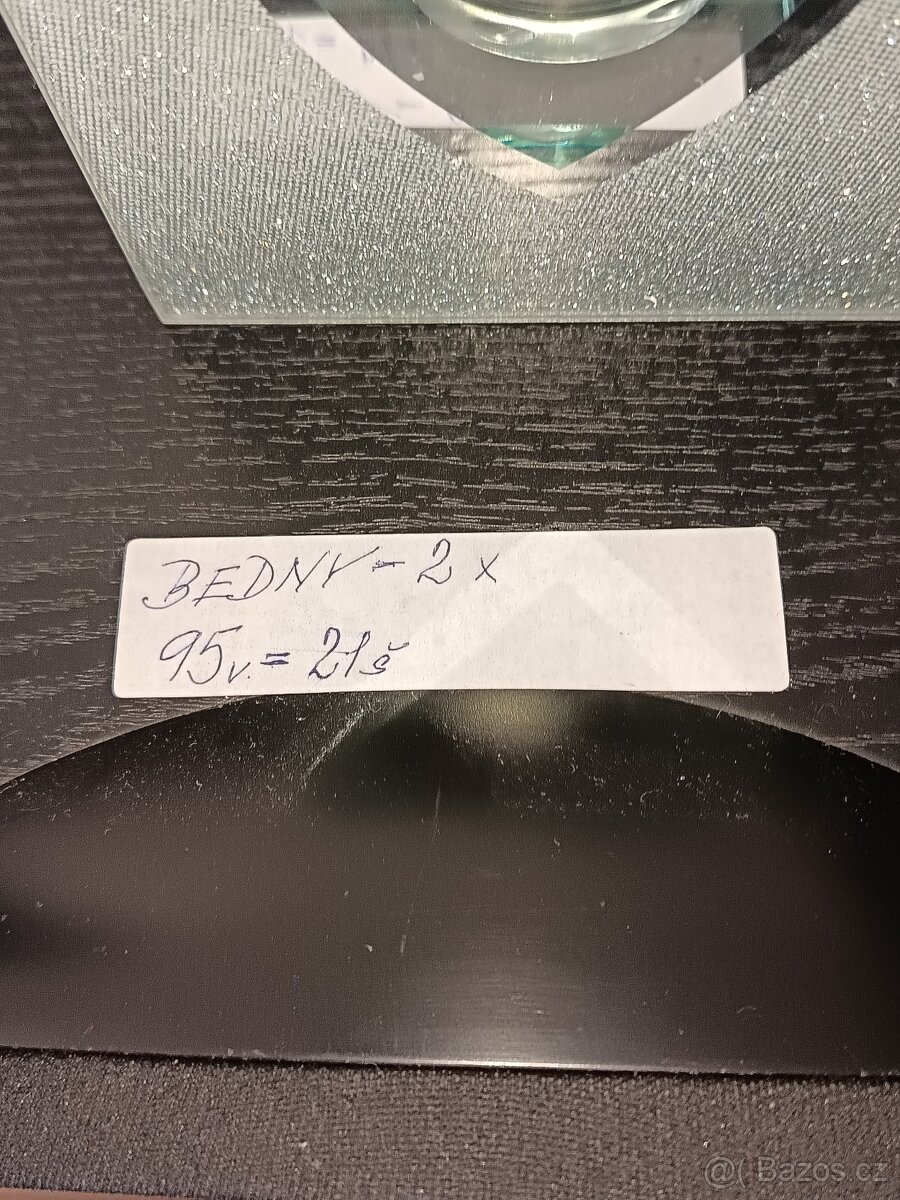 BEDNY - 2 x
95v. = 21š
@( Bazos.cz